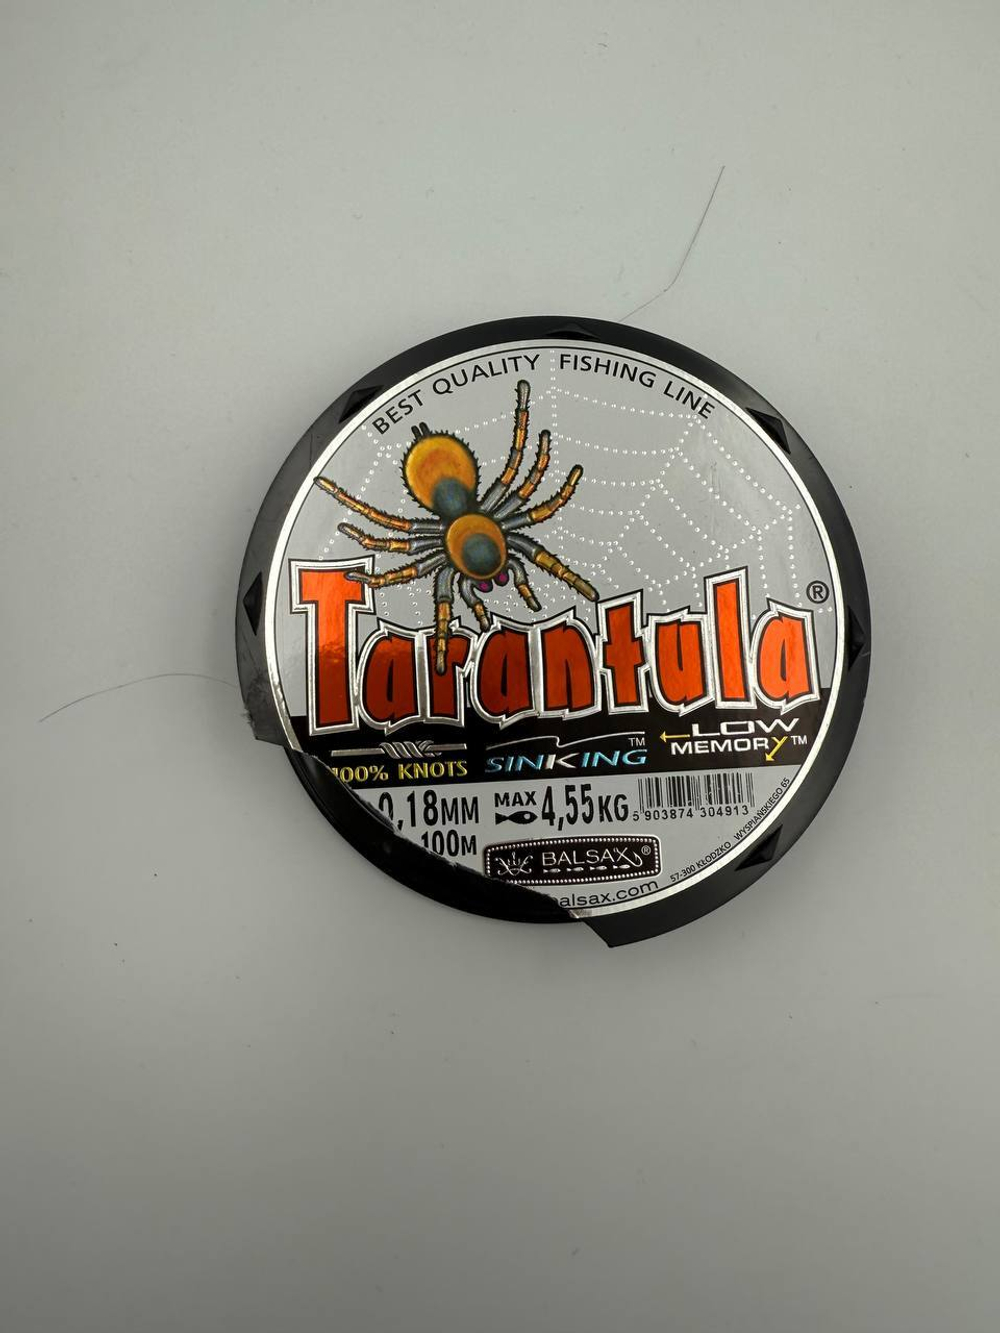 BEST QUALITY FISHING LINE
Tarantula®
100% KNOTS
SINKING™
LOW MEMORY™
0,18MM
MAX 4,55KG
100M
5 903874 304913
BALSAX®
57-300 KŁODZKO WYSPIAŃSKIEGO 65
balsax.com